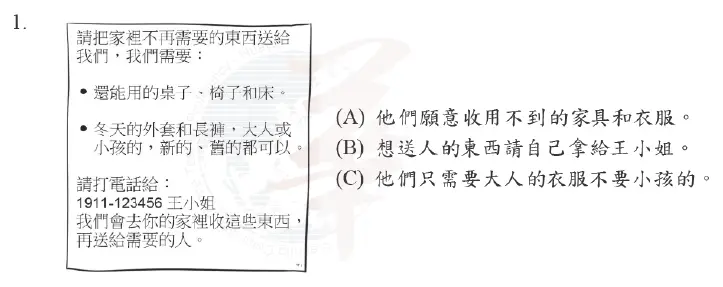 1.
請把家裡不再需要的東西送給
我們，我們需要：
• 還能用的桌子、椅子和床。
• 冬天的外套和長褲，大人或
小孩的，新的、舊的都可以。
請打電話給：
1911-123456 王小姐
我們會去你的家裡收這些東西，
再送給需要的人。
(A) 他們願意收用不到的家具和衣服。
(B) 想送人的東西請自己拿給王小姐。
(C) 他們只需要大人的衣服不要小孩的。